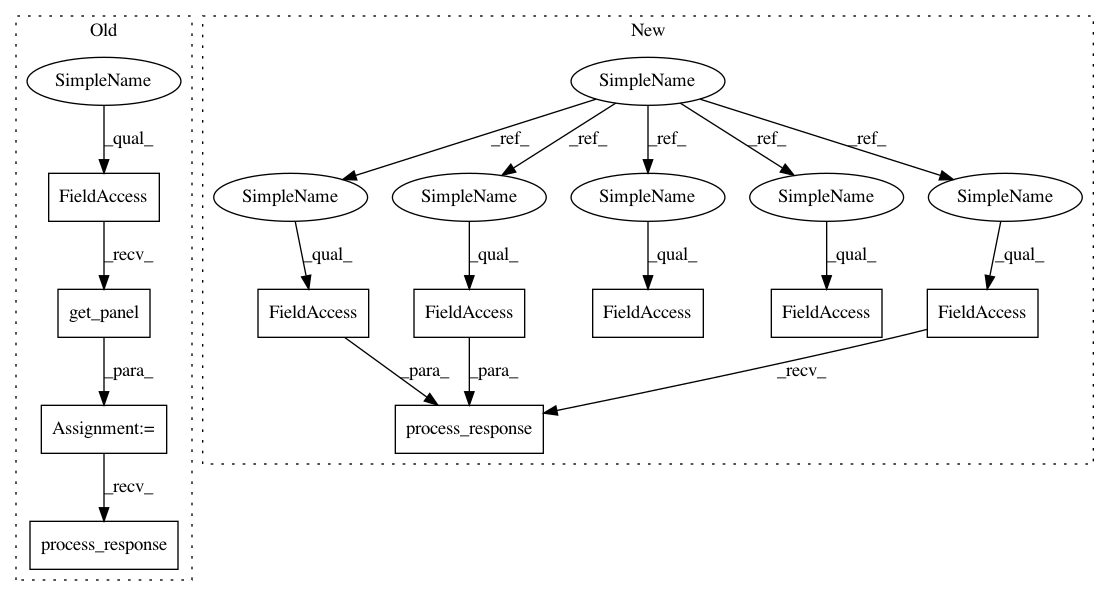 Old
New
SimpleName
SimpleName
_qual_
_ref_
_ref_
_ref_
_ref_
_ref_
FieldAccess
SimpleName
SimpleName
SimpleName
SimpleName
SimpleName
_recv_
_qual_
_qual_
_qual_
_qual_
_qual_
get_panel
FieldAccess
FieldAccess
FieldAccess
FieldAccess
FieldAccess
_para_
_para_
_para_
_recv_
Assignment:=
process_response
_recv_
process_response